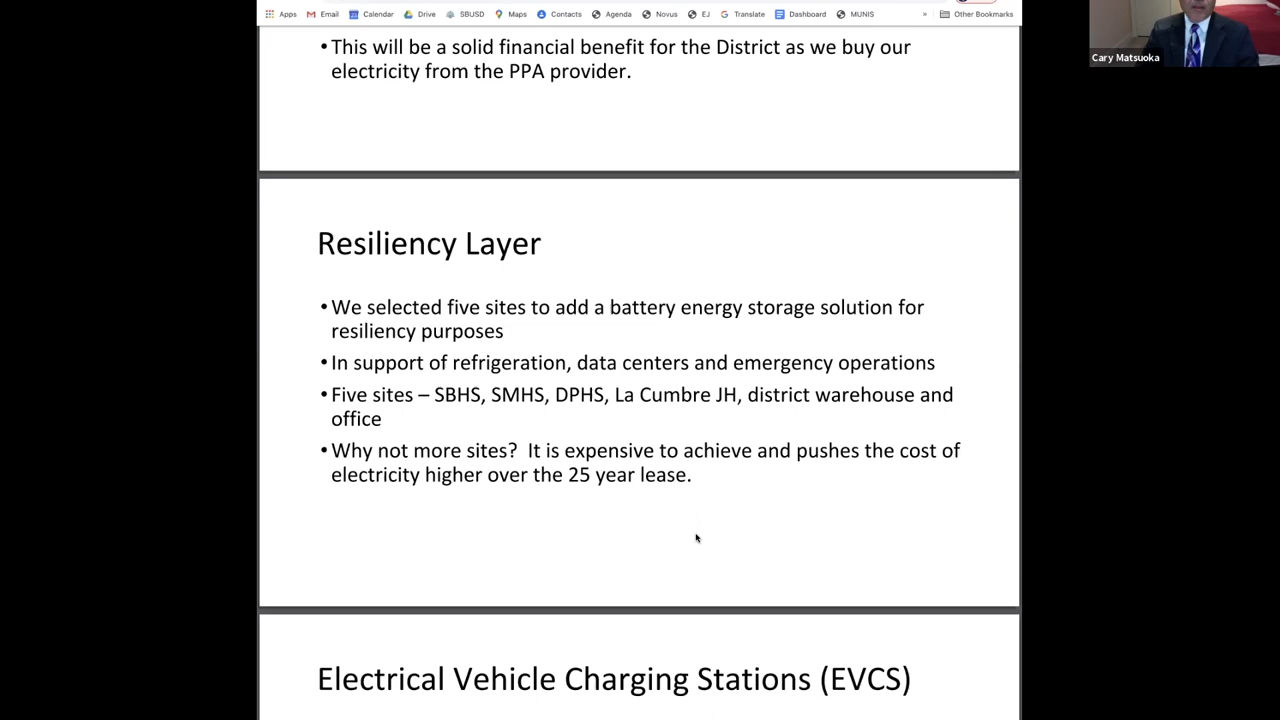 Apps Gmail Calendar Drive SBUSD Maps Contacts Agenda Novus EJ Translate Dashboard MUNIS » Other Bookmarks
Cary Matsuoka
• This will be a solid financial benefit for the District as we buy our
electricity from the PPA provider.
Resiliency Layer
• We selected five sites to add a battery energy storage solution for
resiliency purposes
• In support of refrigeration, data centers and emergency operations
• Five sites – SBHS, SMHS, DPHS, La Cumbre JH, district warehouse and
office
• Why not more sites?  It is expensive to achieve and pushes the cost of
electricity higher over the 25 year lease.
Electrical Vehicle Charging Stations (EVCS)